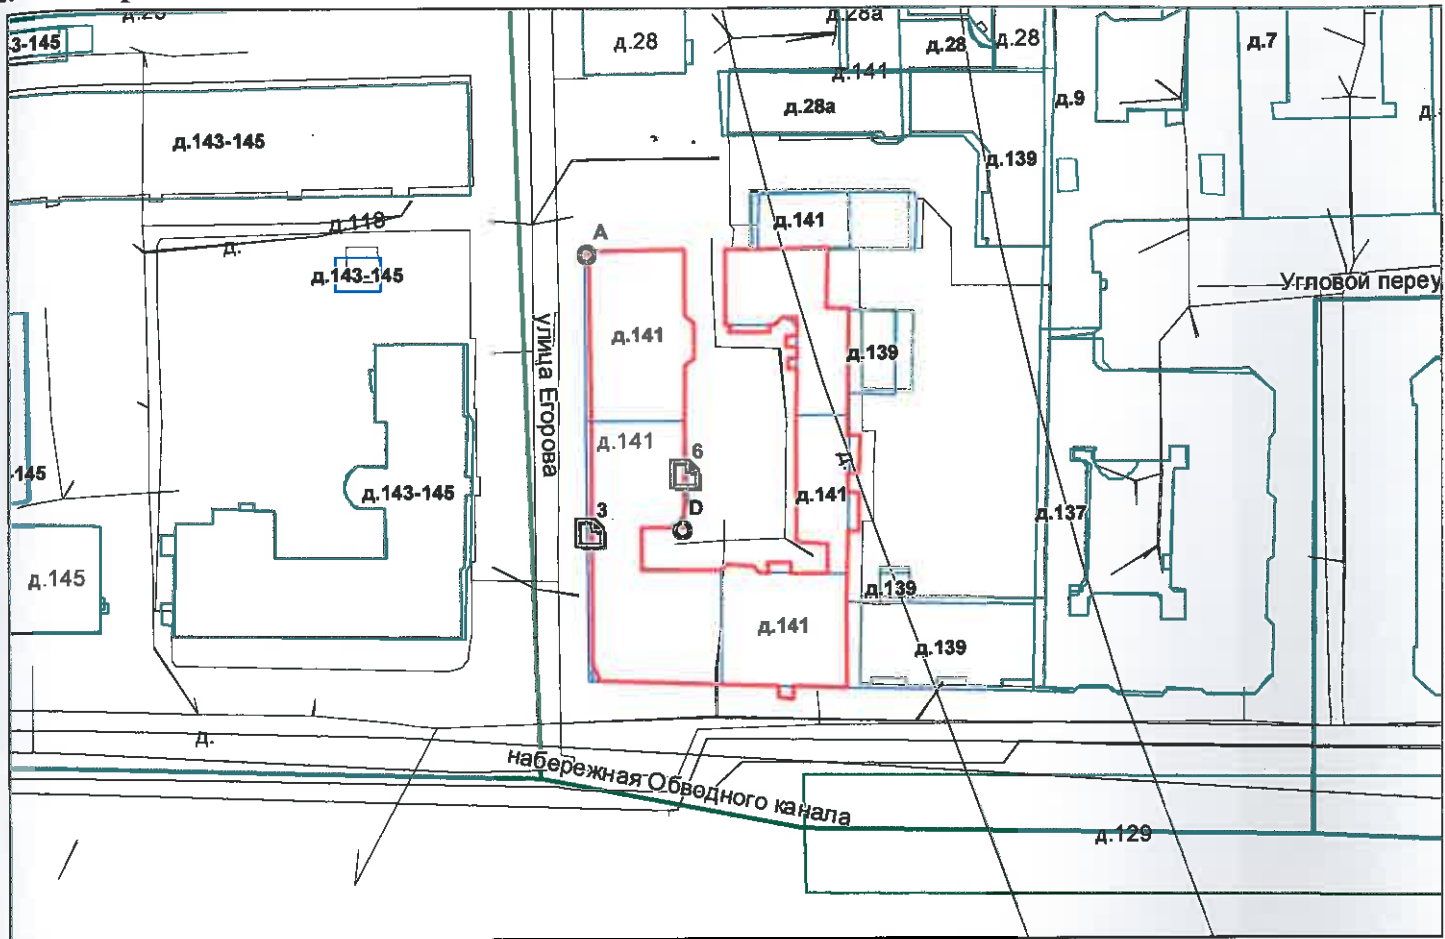 3-145
д.28
д.28а
д.28
д.28
д.7
д.141
д.28а
д.9
д.143-145
д.139
д.118
д.
д.141
А
д.143-145
Угловой переу
улица Егорова
д.141
д.139
д.141
6
д.
-145
д.143-145
3
D
д.141
д.137
д.145
д.139
д.141
д.139
д.
набережная Обводного канала
д.129